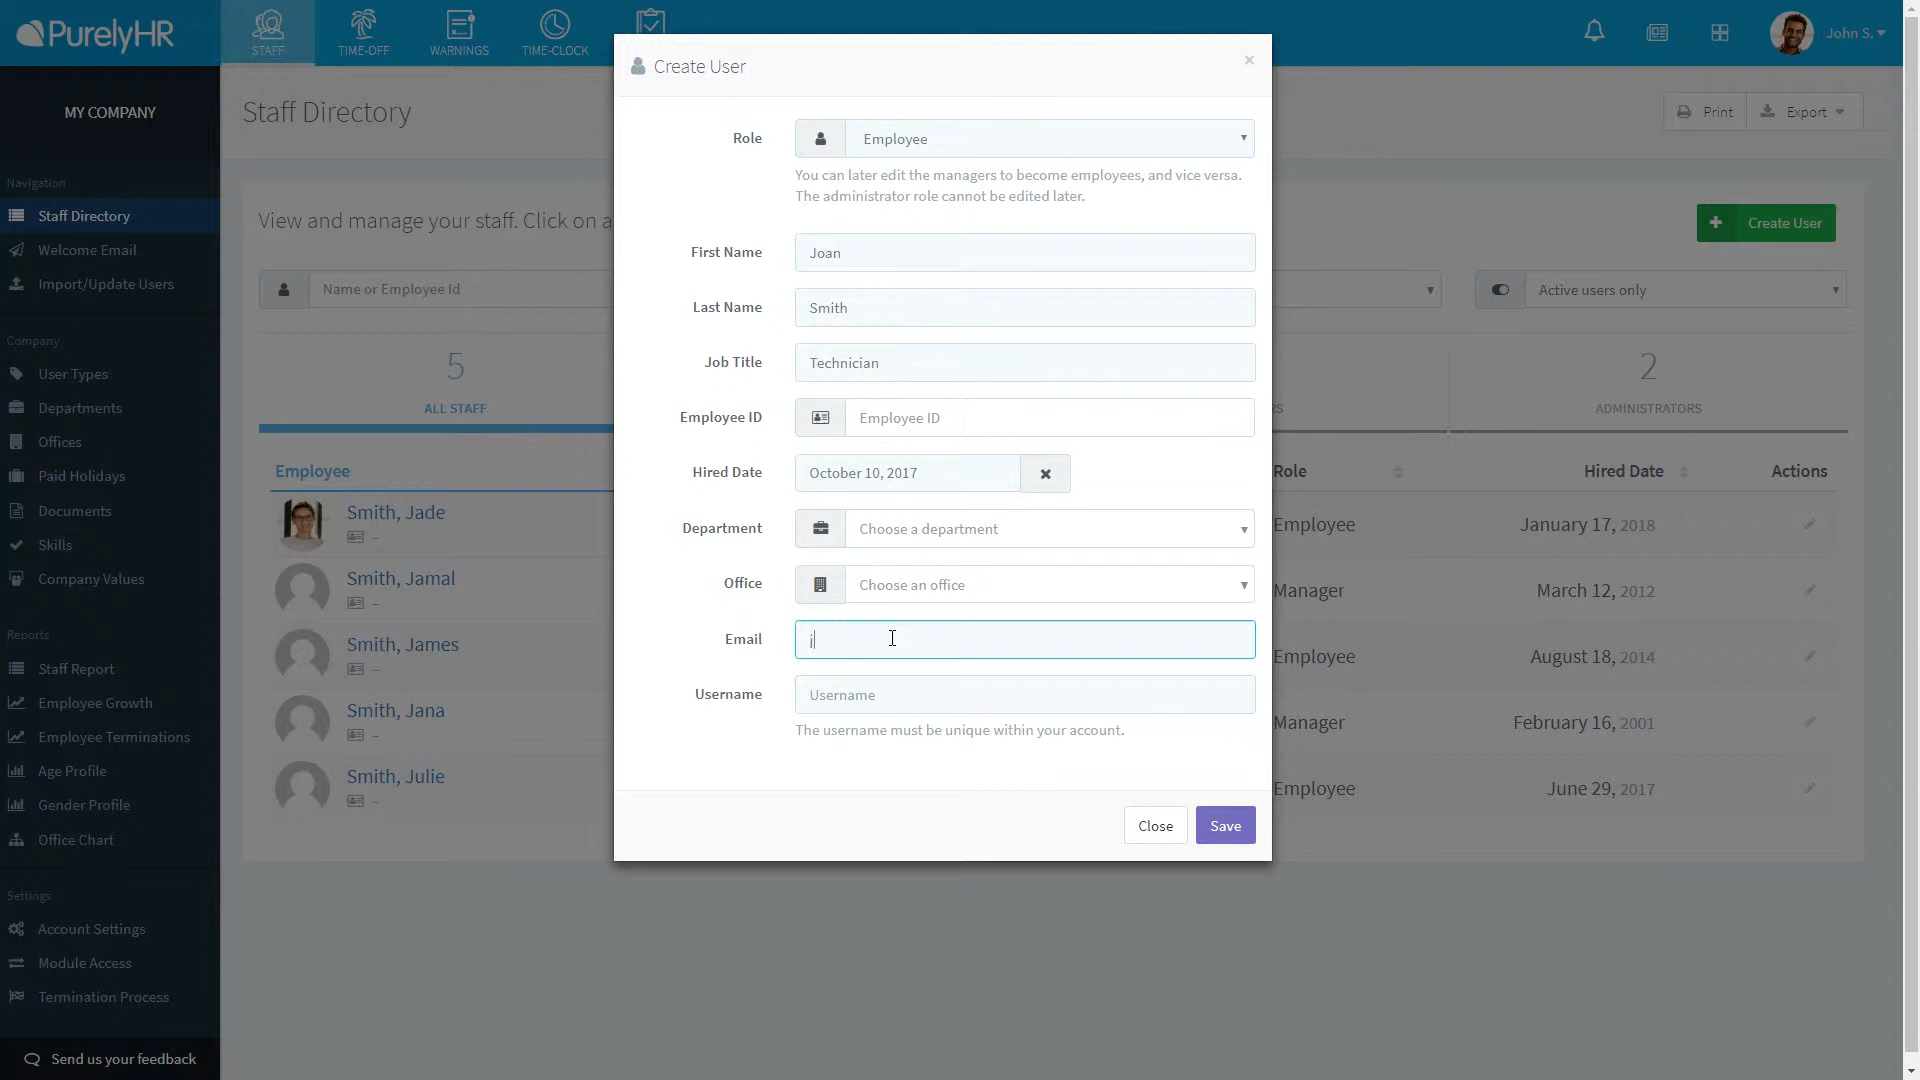 PurelyHR
STAFF
TIME-OFF
WARNINGS
TIME-CLOCK
John S.
MY COMPANY
Navigation
Staff Directory
Welcome Email
Import/Update Users
Company
User Types
Departments
Offices
Paid Holidays
Documents
Skills
Company Values
Reports
Staff Report
Employee Growth
Employee Terminations
Age Profile
Gender Profile
Office Chart
Settings
Account Settings
Module Access
Termination Process
Send us your feedback
Staff Directory
Print
Export
View and manage your staff. Click on a
Create User
Name or Employee Id
Active users only
5
ALL STAFF
RS
2
ADMINISTRATORS
Employee
Role
Hired Date
Actions
Smith, Jade
–
Employee
January 17, 2018
Smith, Jamal
–
Manager
March 12, 2012
Smith, James
–
Employee
August 18, 2014
Smith, Jana
–
Manager
February 16, 2001
Smith, Julie
–
Employee
June 29, 2017
Create User
×
Role
Employee
You can later edit the managers to become employees, and vice versa.
The administrator role cannot be edited later.
First Name
Joan
Last Name
Smith
Job Title
Technician
Employee ID
Employee ID
Hired Date
October 10, 2017
Department
Choose a department
Office
Choose an office
Email
j
Username
Username
The username must be unique within your account.
Close
Save